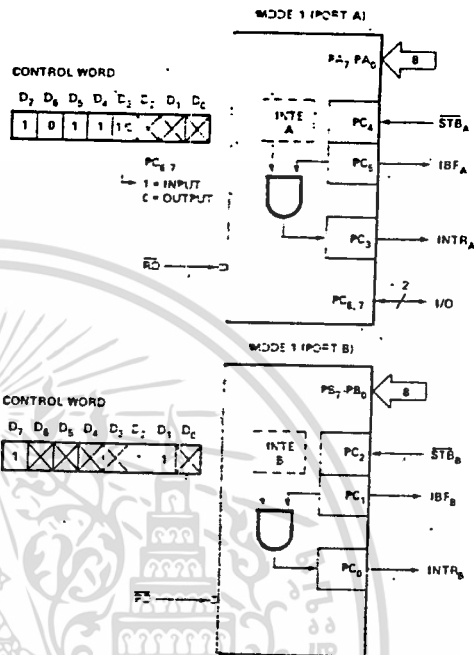 MODE 1 (PORT A)
PA7-PA0
8
CONTROL WORD
D7 D6 D5 D4 D3 D2 D1 D0
1 0 1 1
INTE
A
PC4
STBA
PC5
IBFA
PC6,7
1 = INPUT
0 = OUTPUT
PC3
INTRA
RD
PC6,7
2
I/O
MODE 1 (PORT B)
PB7-PB0
8
CONTROL WORD
D7 D6 D5 D4 D3 D2 D1 D0
1 1
INTE
B
PC2
STBB
PC1
IBFB
PC0
INTRB
RD